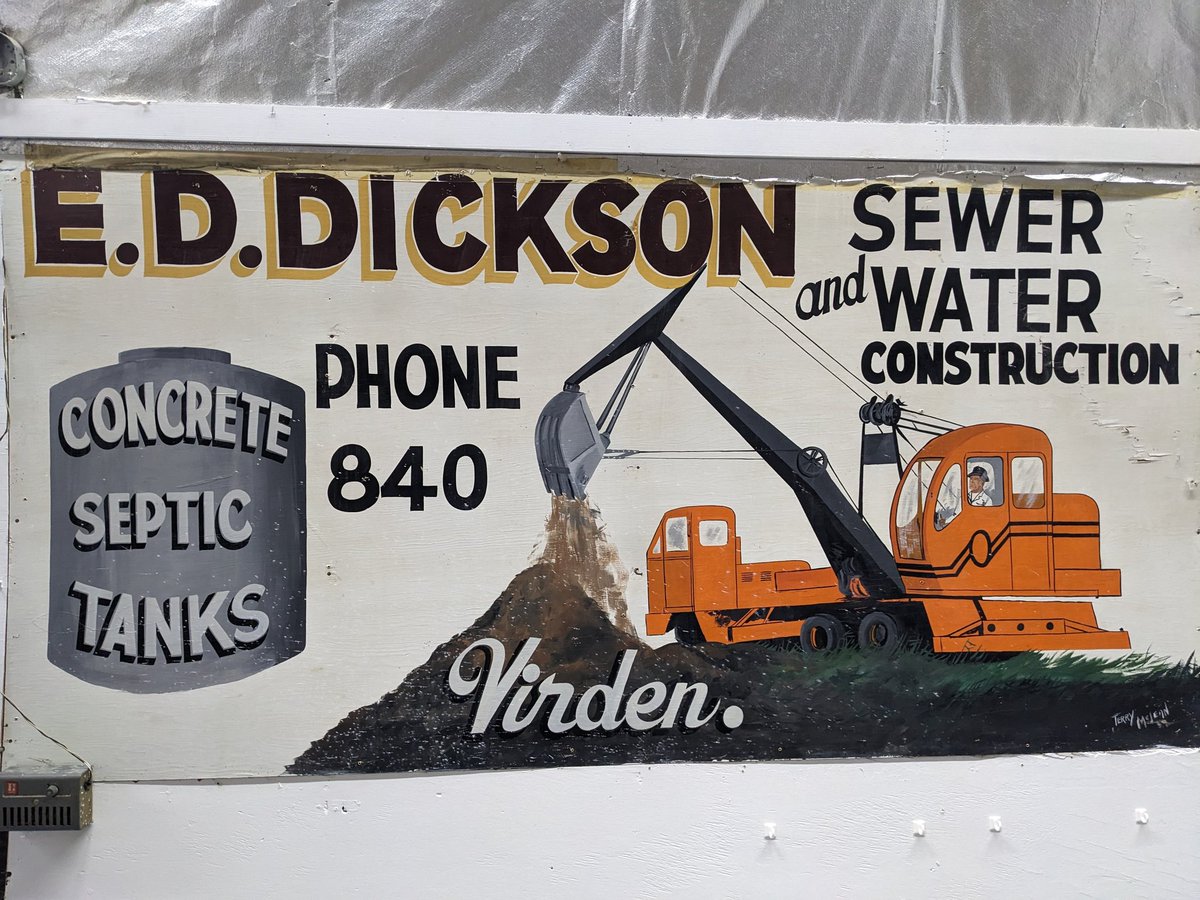 E.D.DICKSON
SEWER
and WATER
CONSTRUCTION
PHONE
840
CONCRETE
SEPTIC
TANKS
Virden.
TERRY McLEAN